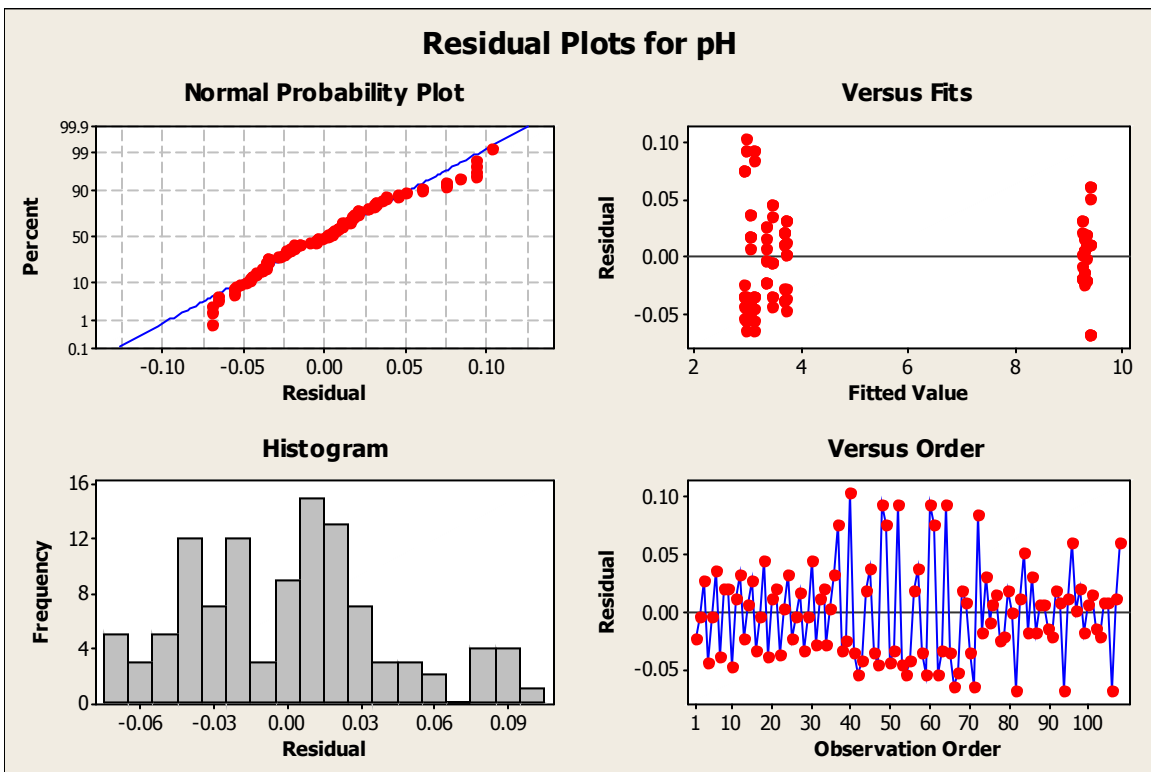 Residual Plots for pH
Normal Probability Plot
Percent
99.9
99
90
50
10
1
0.1
-0.10 -0.05 0.00 0.05 0.10
Residual
Versus Fits
Residual
0.10
0.05
0.00
-0.05
2 4 6 8 10
Fitted Value
Histogram
Frequency
16
12
8
4
0
-0.06 -0.03 0.00 0.03 0.06 0.09
Residual
Versus Order
Residual
0.10
0.05
0.00
-0.05
1 10 20 30 40 50 60 70 80 90 100
Observation Order